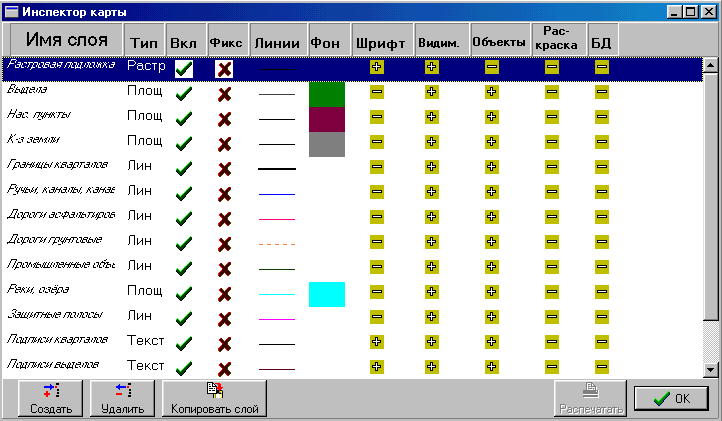 Инспектор карты
Имя слоя Тип Вкл Фикс Линии Фон Шрифт Видим. Объекты Рас-краска БД
Растровая подложка Растр
Выдела Площ
Нас. пункты Площ
К-з земли Площ
Границы кварталов Лин
Ручьи, каналы, канав Лин
Дороги асфальтиров Лин
Дороги грунтовые Лин
Промышленные объе Лин
Реки, озёра Площ
Защитные полосы Лин
Подписи кварталов Текст
Подписи выделов Текст
Создать Удалить Копировать слой Распечатать OK